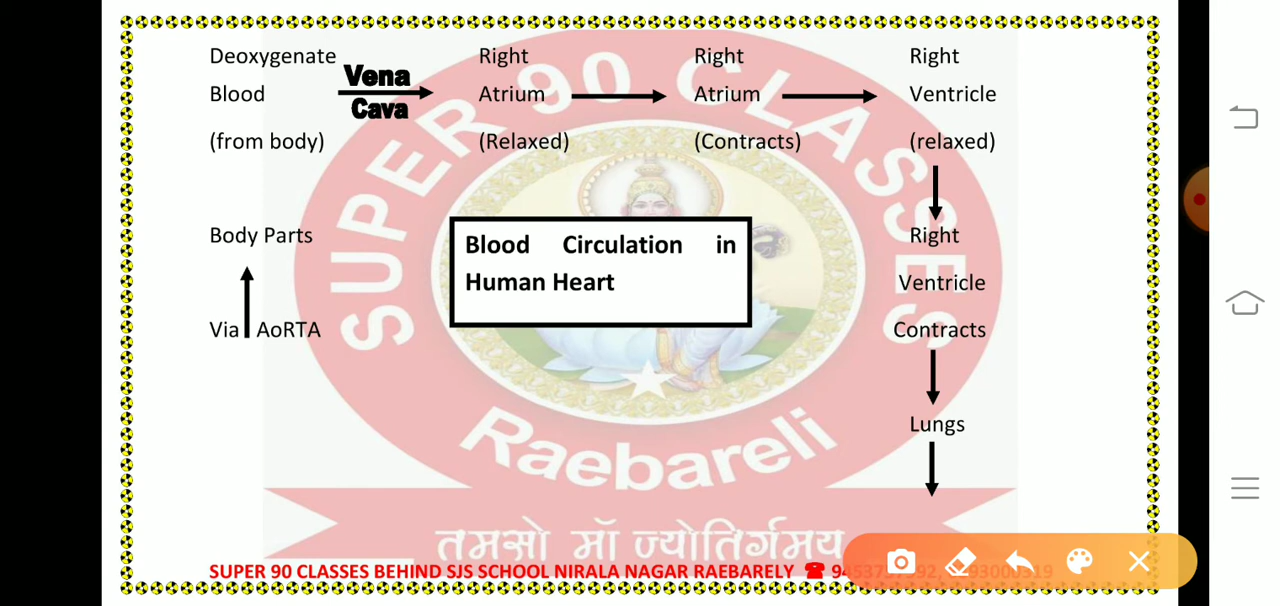 Deoxygenate
Blood
(from body)
Vena
Cava
Right
Atrium
(Relaxed)
Right
Atrium
(Contracts)
Right
Ventricle
(relaxed)
Right
Ventricle
Contracts
Lungs
Body Parts
Via AoRTA
Blood Circulation in
Human Heart
SUPER 90 CLASSES
Raebareli
तमसो माँ ज्योतिर्गमय
SUPER 90 CLASSES BEHIND SJS SCHOOL NIRALA NAGAR RAEBARELY